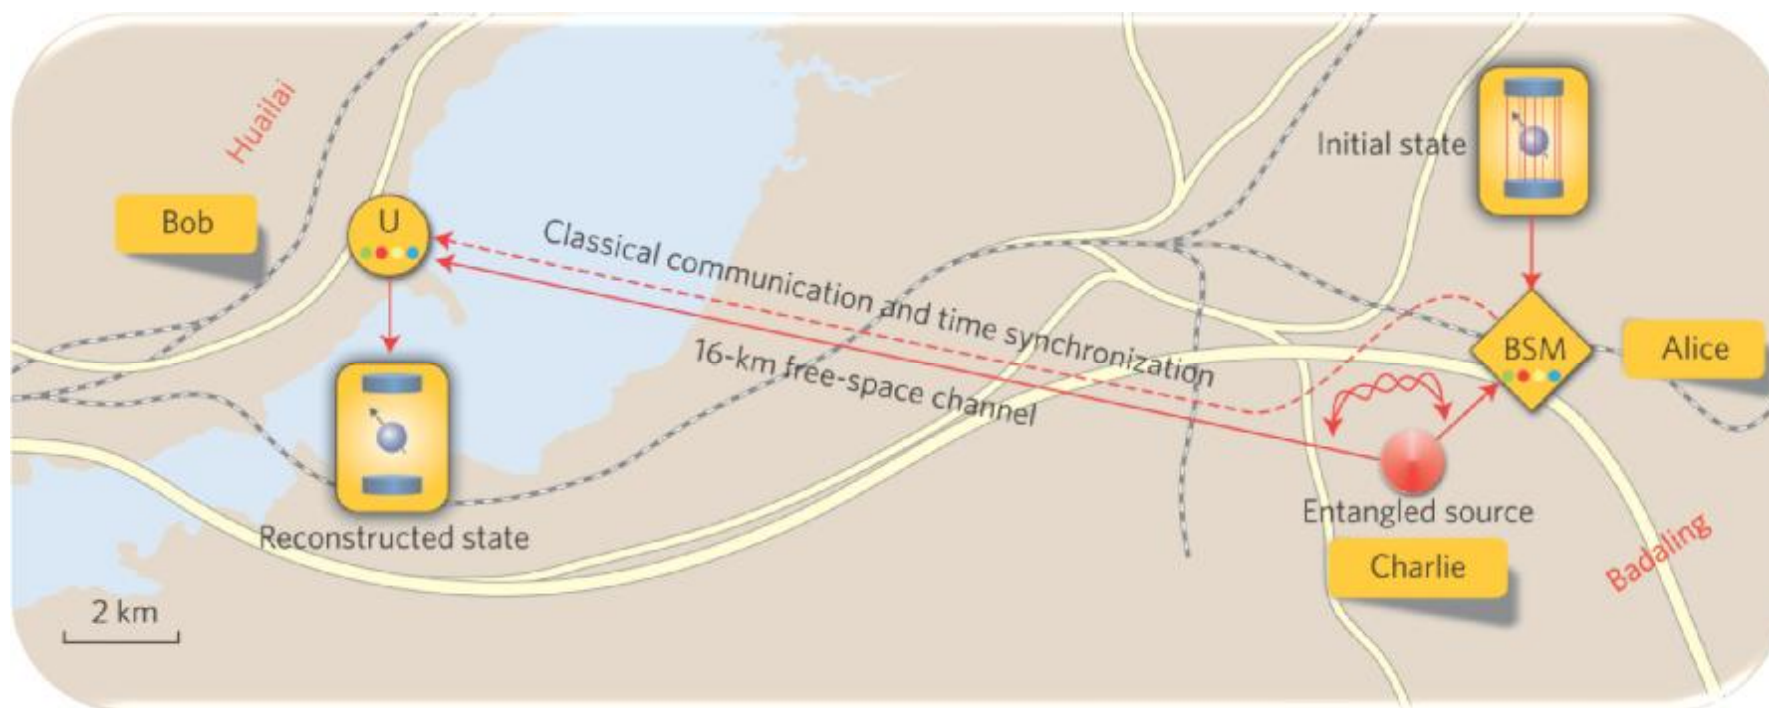 Huailai
Bob
U
Initial state
Classical communication and time synchronization
16-km free-space channel
BSM
Alice
Reconstructed state
Entangled source
Charlie
Badaling
2 km